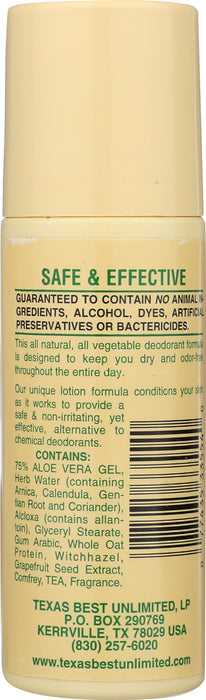 SAFE & EFFECTIVE
GUARANTEED TO CONTAIN NO ANIMAL IN-
GREDIENTS, ALCOHOL, DYES, ARTIFICIAL
PRESERVATIVES OR BACTERICIDES.
This all natural, all vegetable deodorant formula
is designed to keep you dry and odor-free
throughout the entire day.
Our unique lotion formula conditions your skin
as it works to provide a
safe & non-irritating, yet
effective, alternative to
chemical deodorants.
CONTAINS:
75% ALOE VERA GEL,
Herb Water (containing
Arnica, Calendula, Gen-
tian Root and Coriander),
Alcloxa (contains allan-
toin), Glyceryl Stearate,
Gum Arabic, Whole Oat
Protein, Witchhazel,
Grapefruit Seed Extract,
Comfrey, TEA, Fragrance.
TEXAS BEST UNLIMITED, LP
P.O. BOX 290769
KERRVILLE, TX 78029 USA
(830) 257-6020
www.texasbestunlimited.com